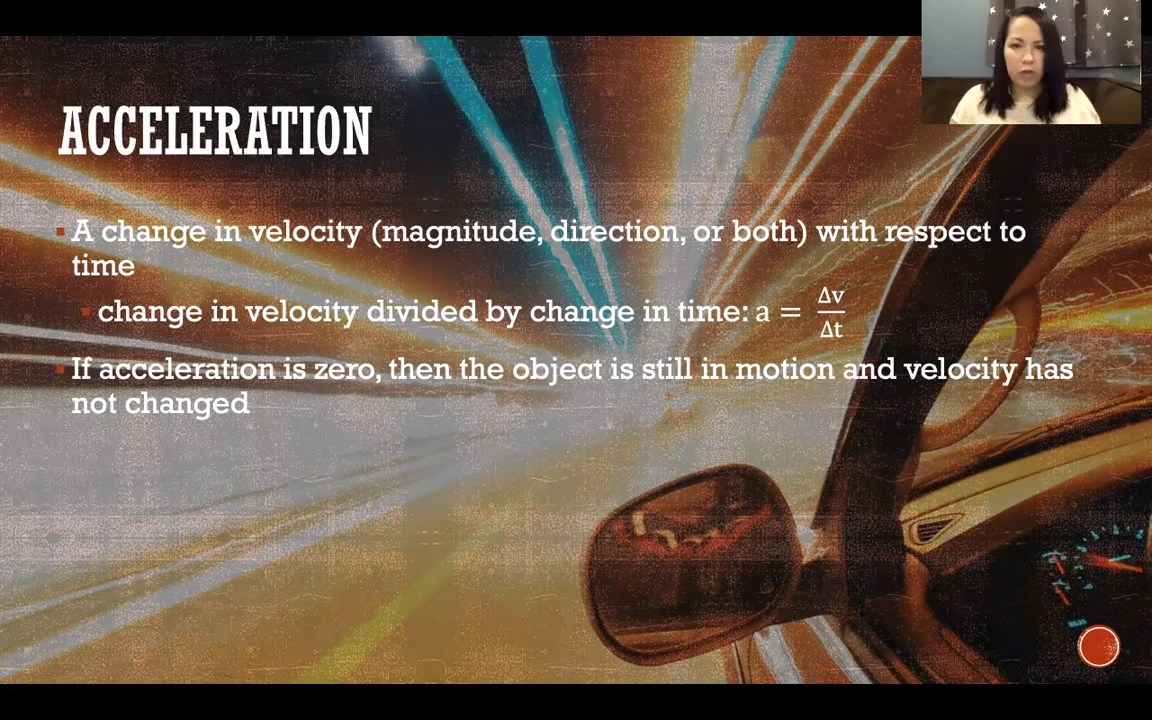 ACCELERATION
▪ A change in velocity (magnitude, direction, or both) with respect to
time
▪ change in velocity divided by change in time: a = Δv/Δt
▪ If acceleration is zero, then the object is still in motion and velocity has
not changed